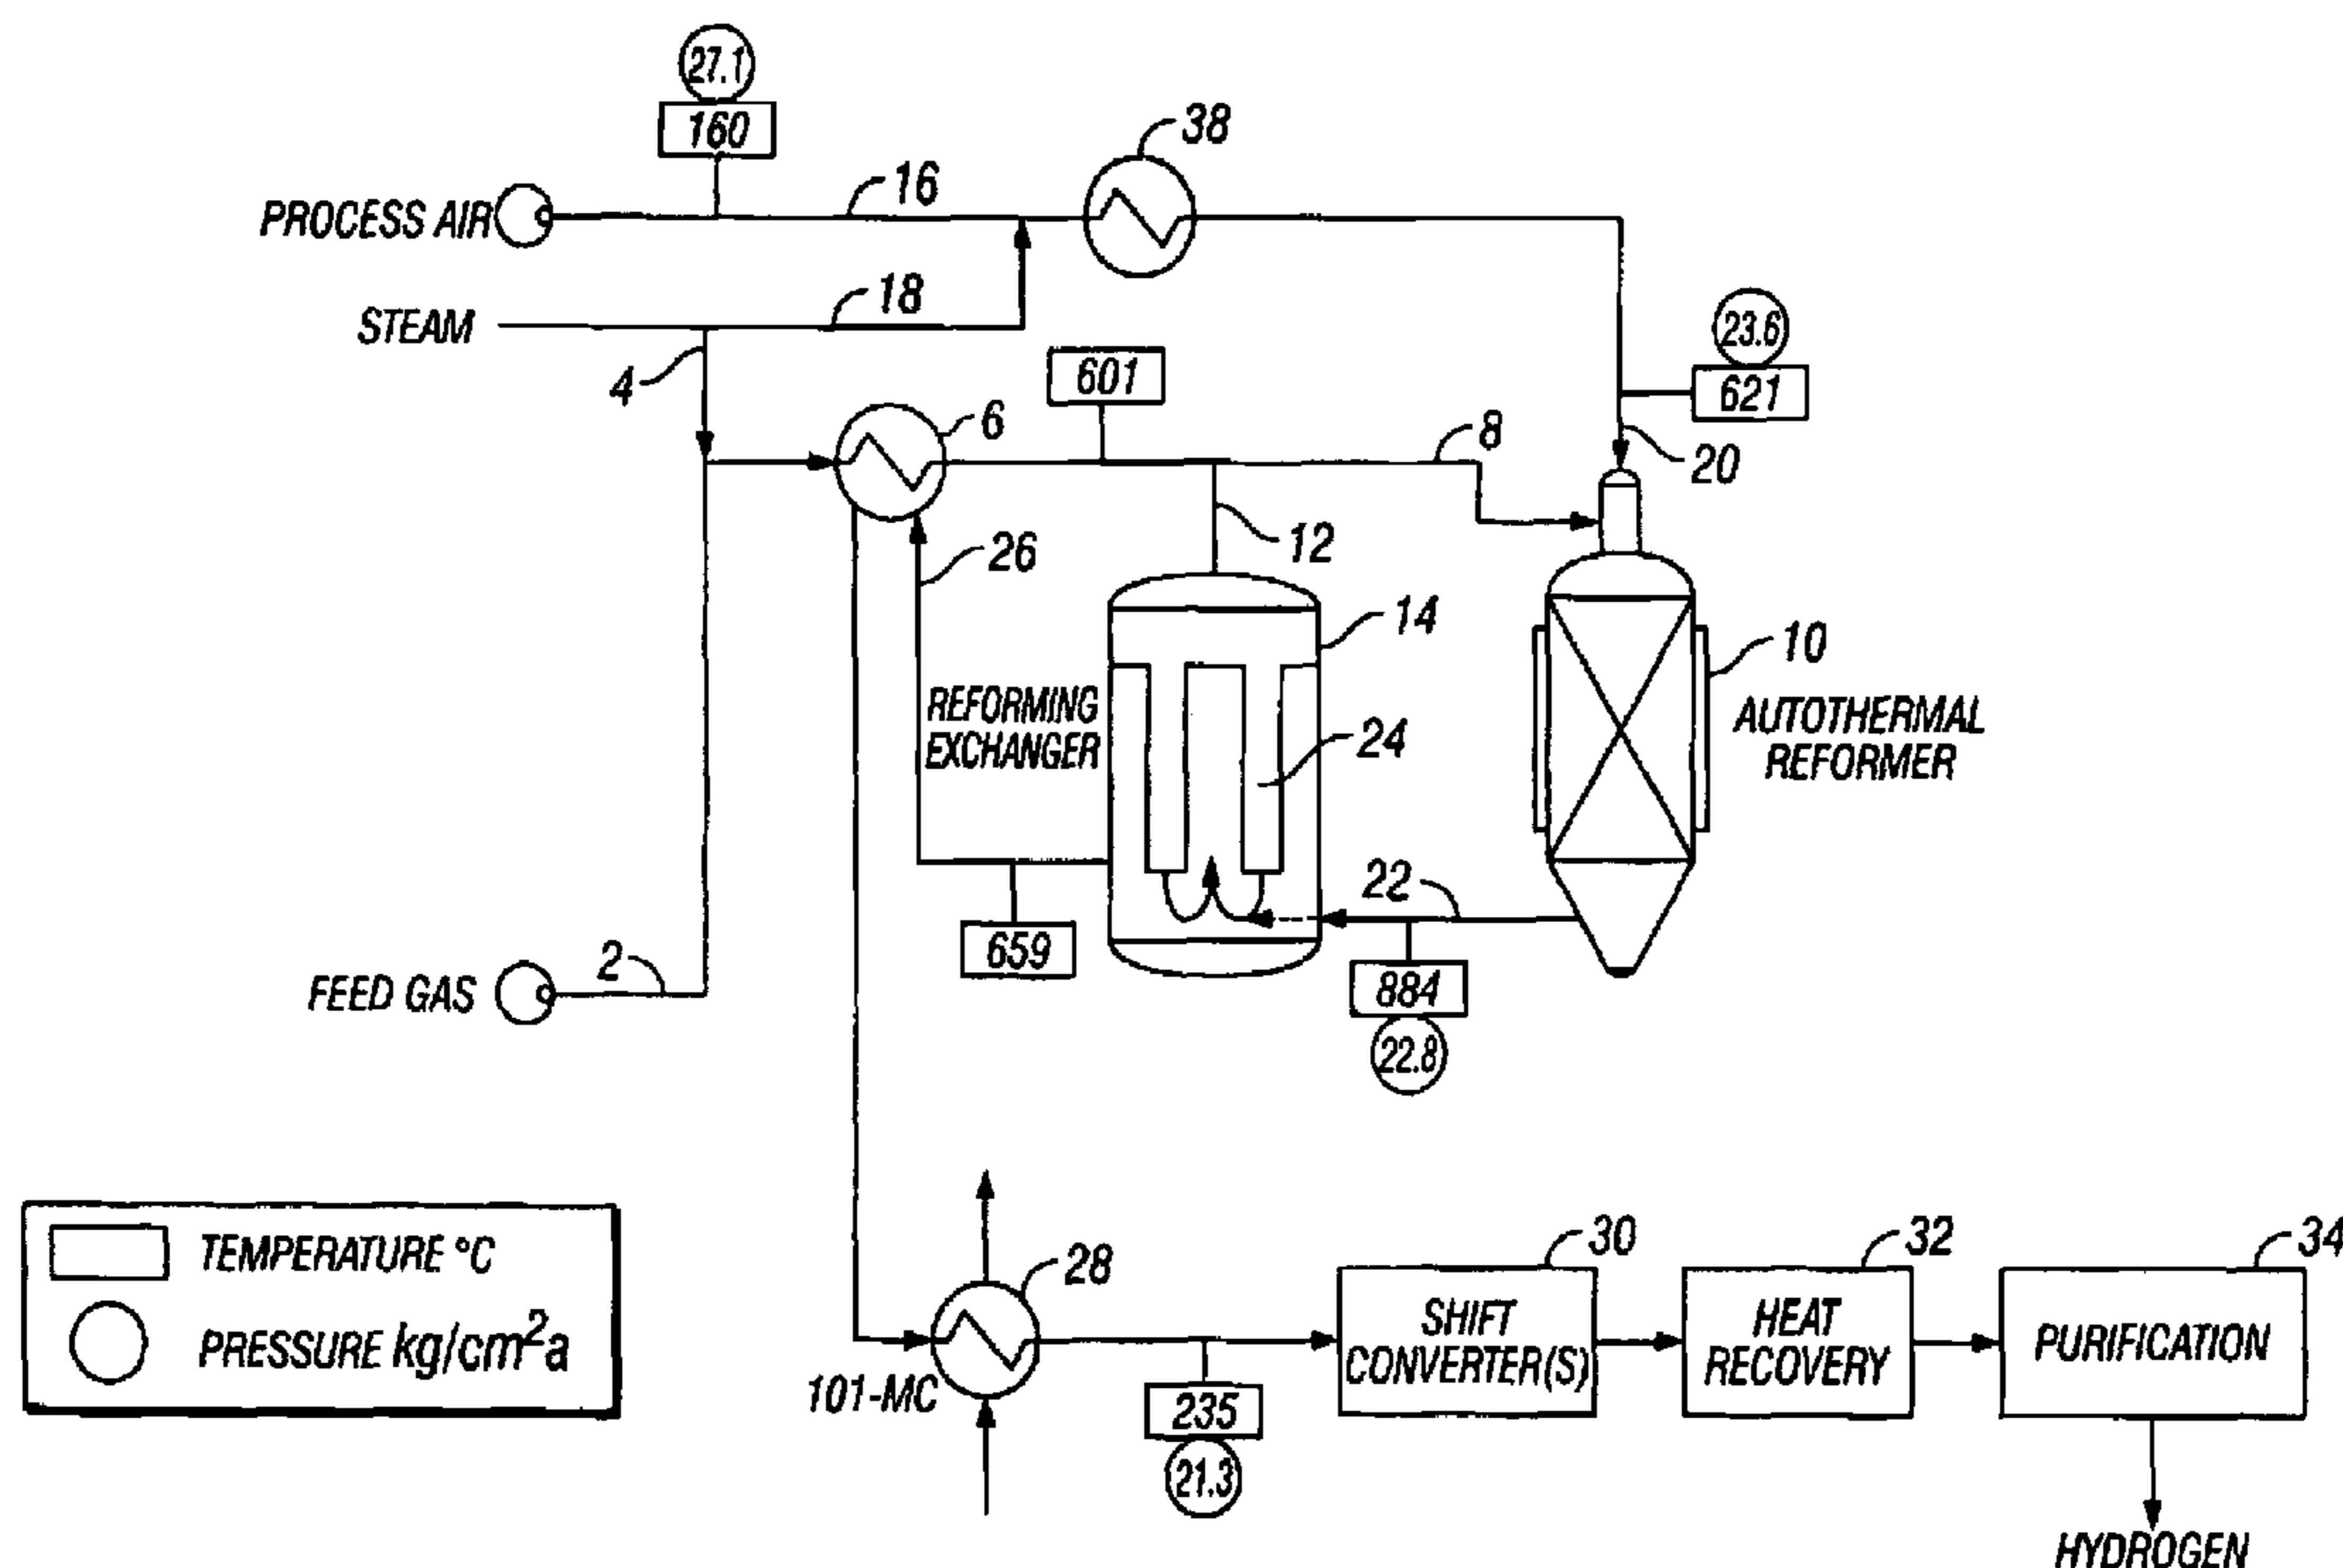 27.1
160
38
PROCESS AIR
16
STEAM
18
23.6
621
4
601
6
8
20
12
26
14
10
REFORMING
EXCHANGER
24
AUTOTHERMAL
REFORMER
22
659
884
22.8
FEED GAS
2
TEMPERATURE °C
PRESSURE kg/cm²a
28
101-MC
235
21.3
30
SHIFT
CONVERTER(S)
32
HEAT
RECOVERY
34
PURIFICATION
HYDROGEN